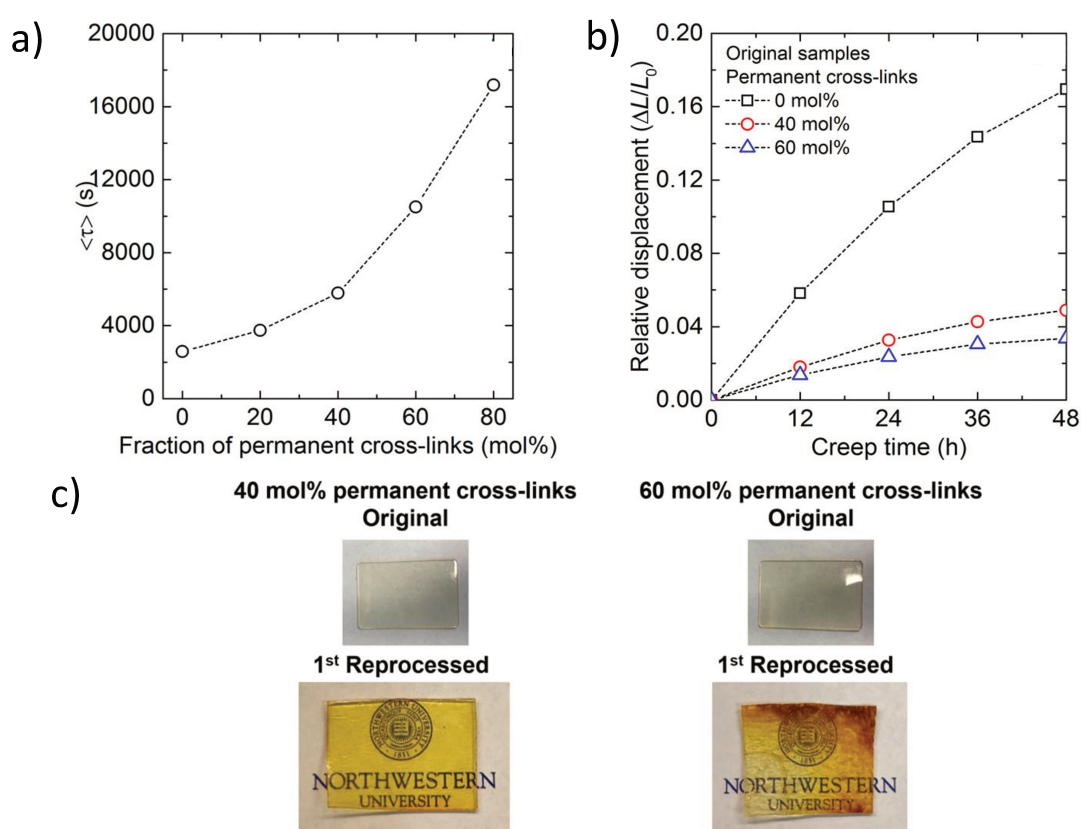 a)
20000
16000
12000
8000
4000
0
<τ> (s)
0 20 40 60 80
Fraction of permanent cross-links (mol%)
b)
0.20
0.16
0.12
0.08
0.04
0.00
Relative displacement (ΔL/L₀)
Original samples
Permanent cross-links
0 mol%
40 mol%
60 mol%
0 12 24 36 48
Creep time (h)
c)
40 mol% permanent cross-links
Original
1st Reprocessed
NORTHWESTERN UNIVERSITY
1851
NORTHWESTERN
UNIVERSITY
60 mol% permanent cross-links
Original
1st Reprocessed
NORTHWESTERN
UNIVERSITY